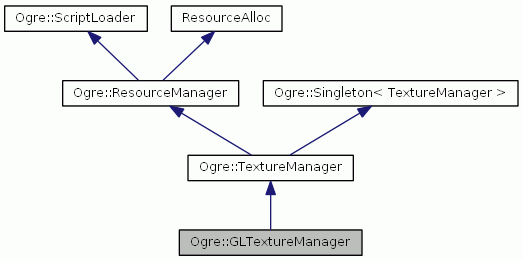 Ogre::ScriptLoader
ResourceAlloc
Ogre::ResourceManager
Ogre::Singleton< TextureManager >
Ogre::TextureManager
Ogre::GLTextureManager